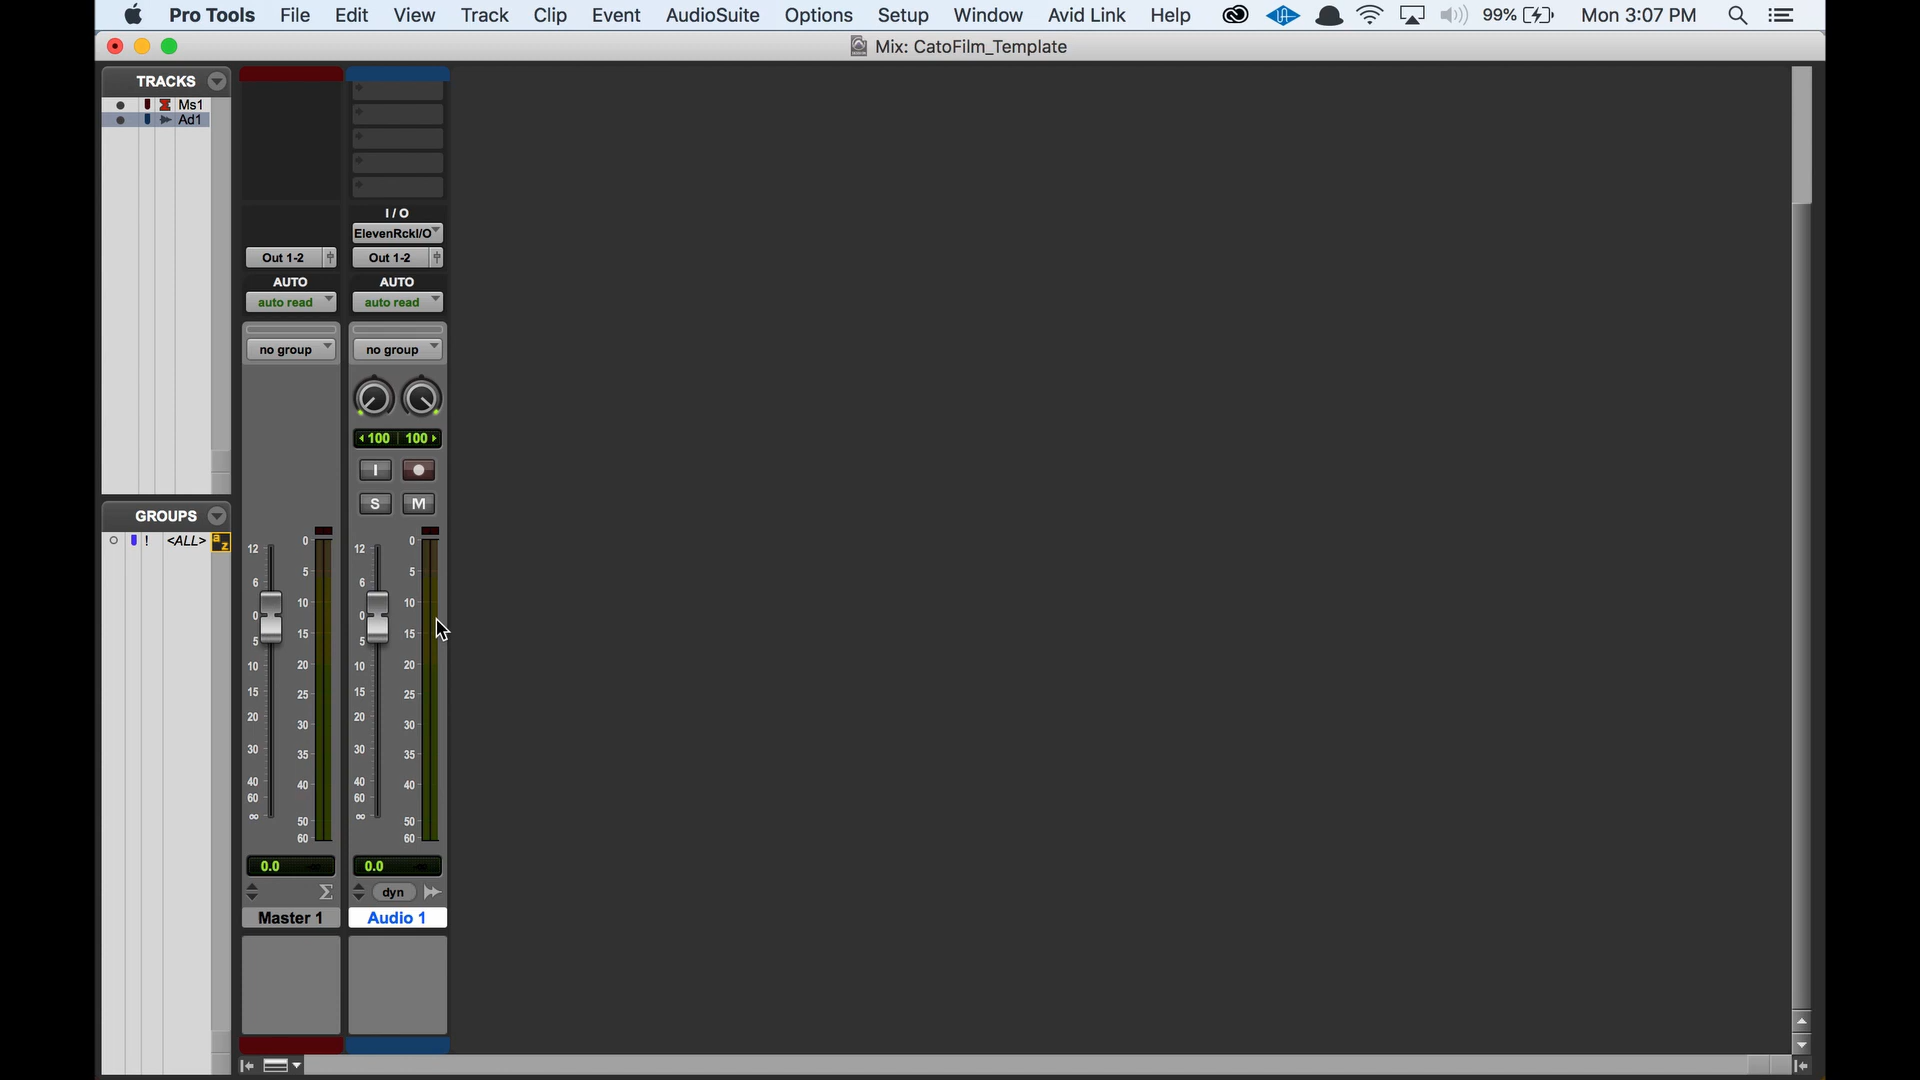 Pro Tools File Edit View Track Clip Event AudioSuite Options Setup Window Avid Link Help 99% Mon 3:07 PM
Mix: CatoFilm_Template
TRACKS
Ms1
Ad1
I / O
ElevenRckI/O
Out 1-2 Out 1-2
AUTO AUTO
auto read auto read
no group no group
100 100
I
S M
GROUPS
! <ALL> a z
12 0 12 0
6 5 6 5
0 10 0 10
5 15 5 15
10 20 10 20
15 25 15 25
20 30 20 30
30 35 30 35
40 40 40 40
60 60
∞ 50 ∞ 50
60 60
0.0 0.0
Σ dyn
Master 1 Audio 1